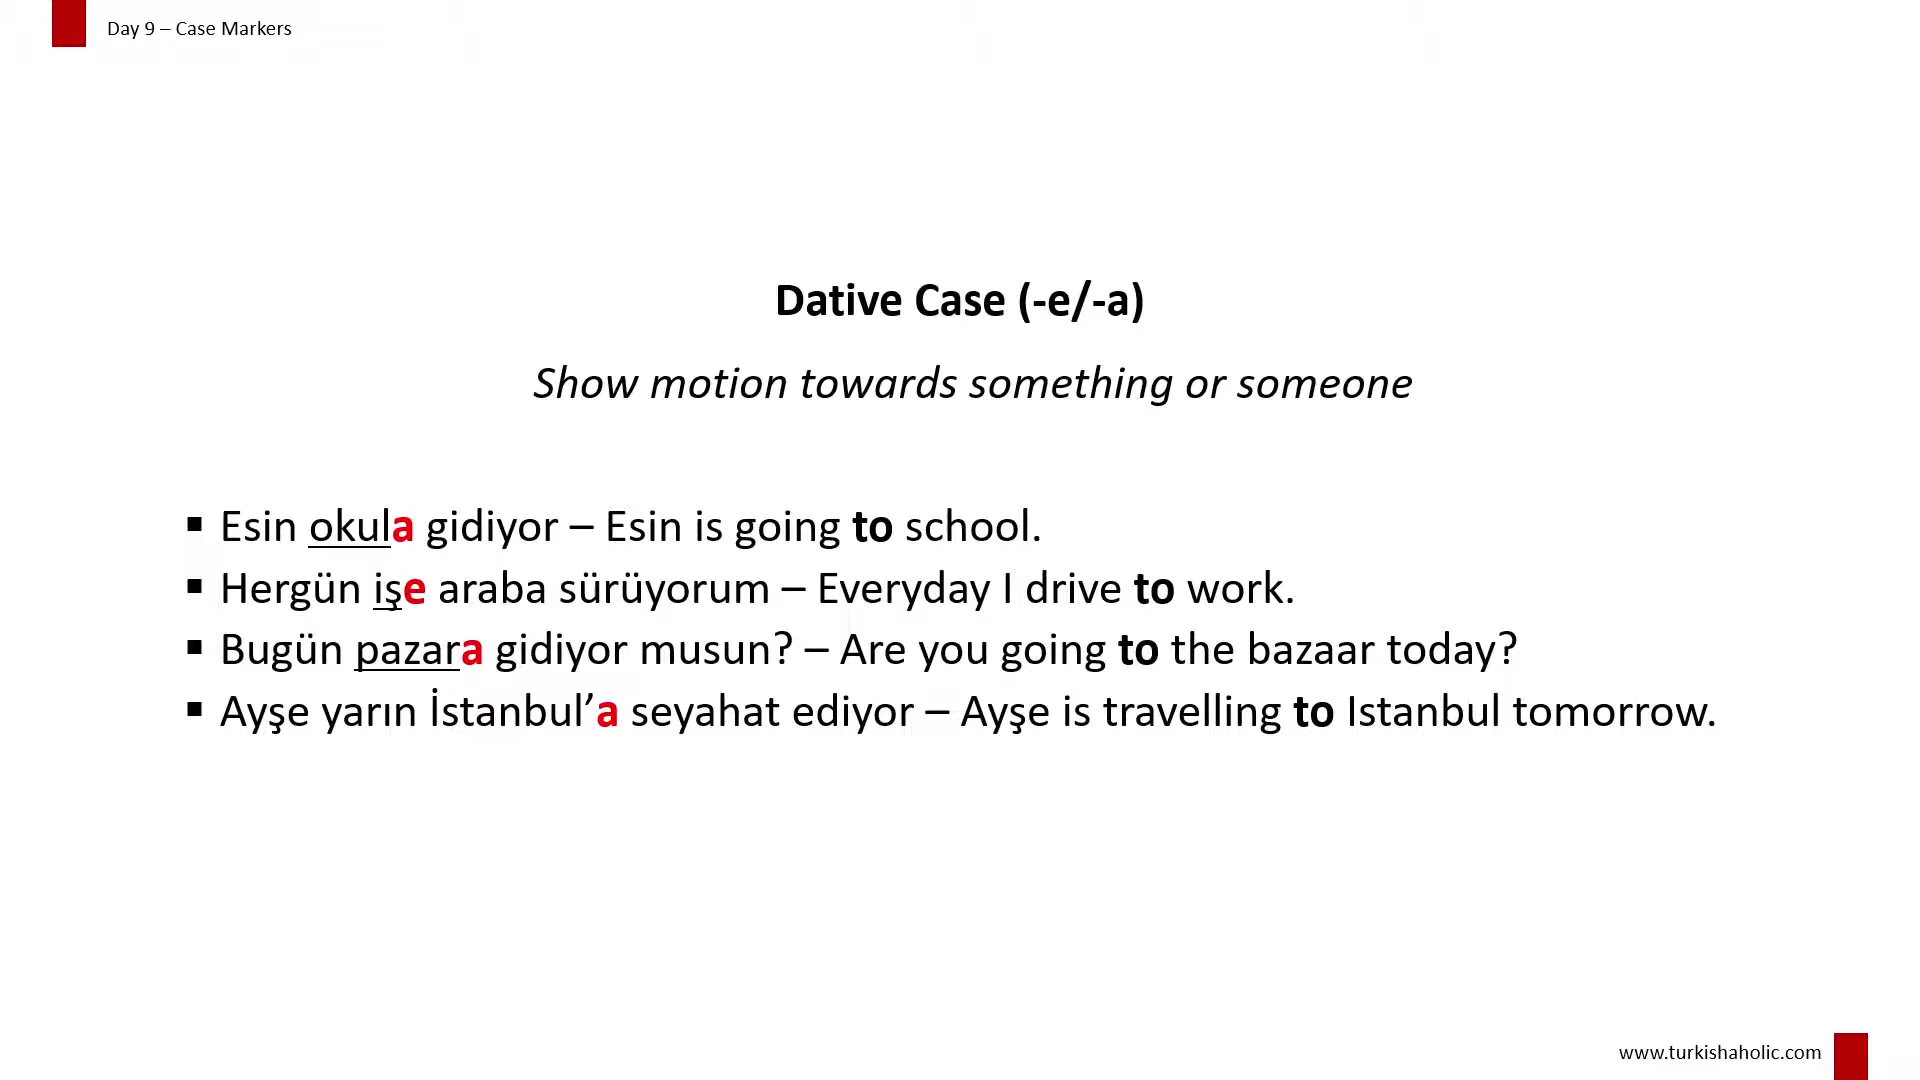 Day 9 – Case Markers
Dative Case (-e/-a)
Show motion towards something or someone
▪ Esin okula gidiyor – Esin is going to school.
▪ Hergün işe araba sürüyorum – Everyday I drive to work.
▪ Bugün pazara gidiyor musun? – Are you going to the bazaar today?
▪ Ayşe yarın İstanbul’a seyahat ediyor – Ayşe is travelling to Istanbul tomorrow.
www.turkishaholic.com